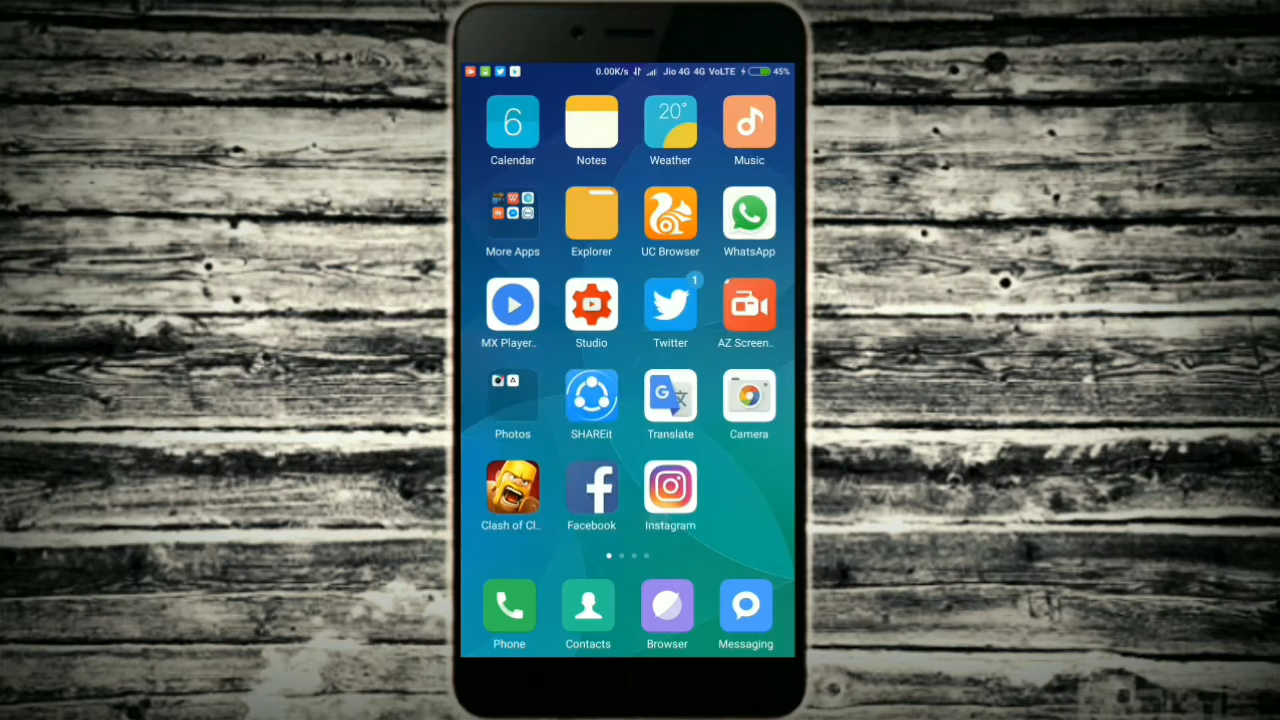 0.00K/s Jio 4G 4G VoLTE 45%
6 20°
Calendar Notes Weather Music
More Apps Explorer UC Browser WhatsApp
1
MX Player.. Studio Twitter AZ Screen..
G 文
Photos SHAREit Translate Camera
f
Clash of Cl.. Facebook Instagram
Phone Contacts Browser Messaging